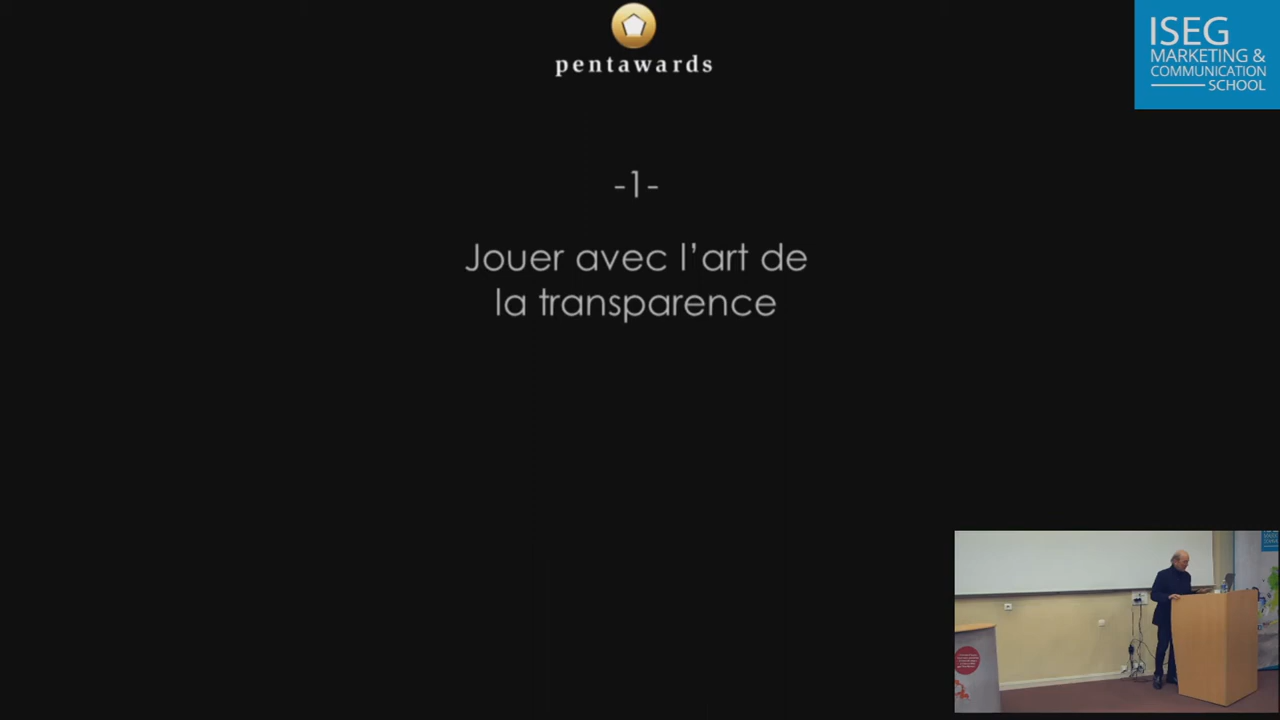 pentawards
ISEG
MARKETING &
COMMUNICATION
SCHOOL
-1-
Jouer avec l'art de
la transparence